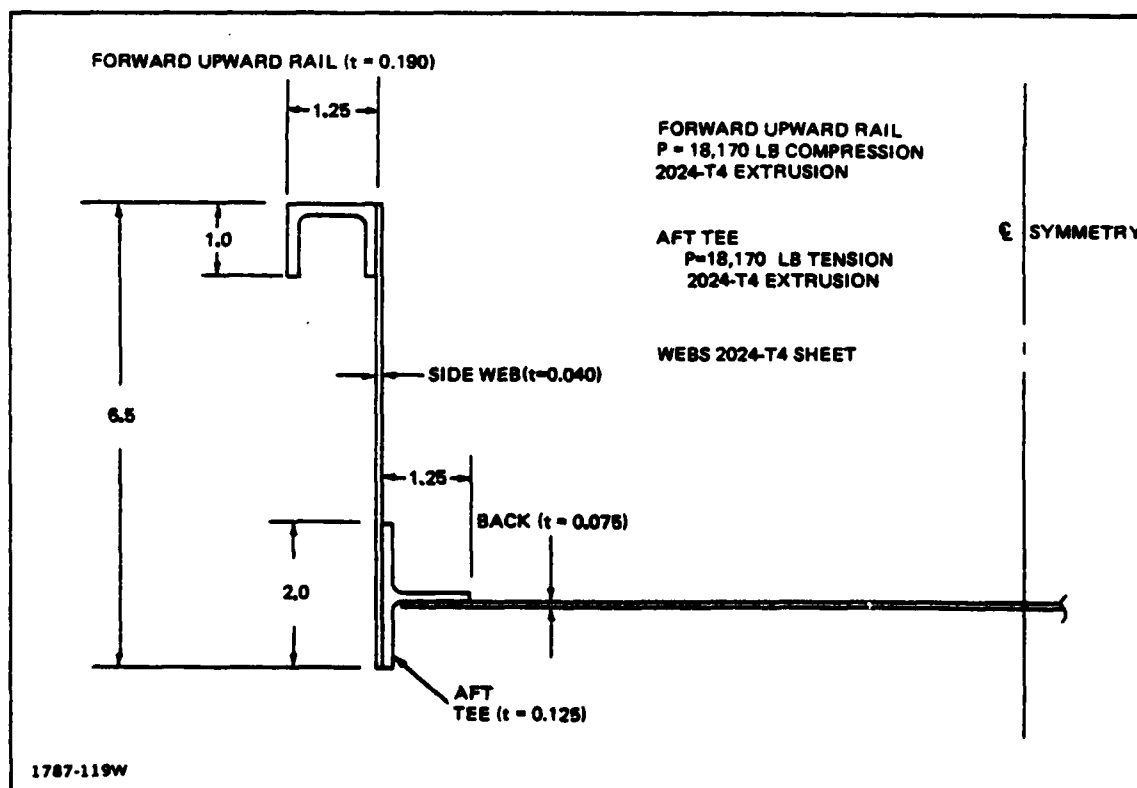 FORWARD UPWARD RAIL (t = 0.190)
1.25
FORWARD UPWARD RAIL
P = 18,170 LB COMPRESSION
2024-T4 EXTRUSION
1.0
AFT TEE
P=18,170 LB TENSION
2024-T4 EXTRUSION
℄ SYMMETRY
WEBS 2024-T4 SHEET
SIDE WEB(t=0.040)
6.5
1.25
BACK (t = 0.075)
2.0
AFT
TEE (t = 0.125)
1787-119W